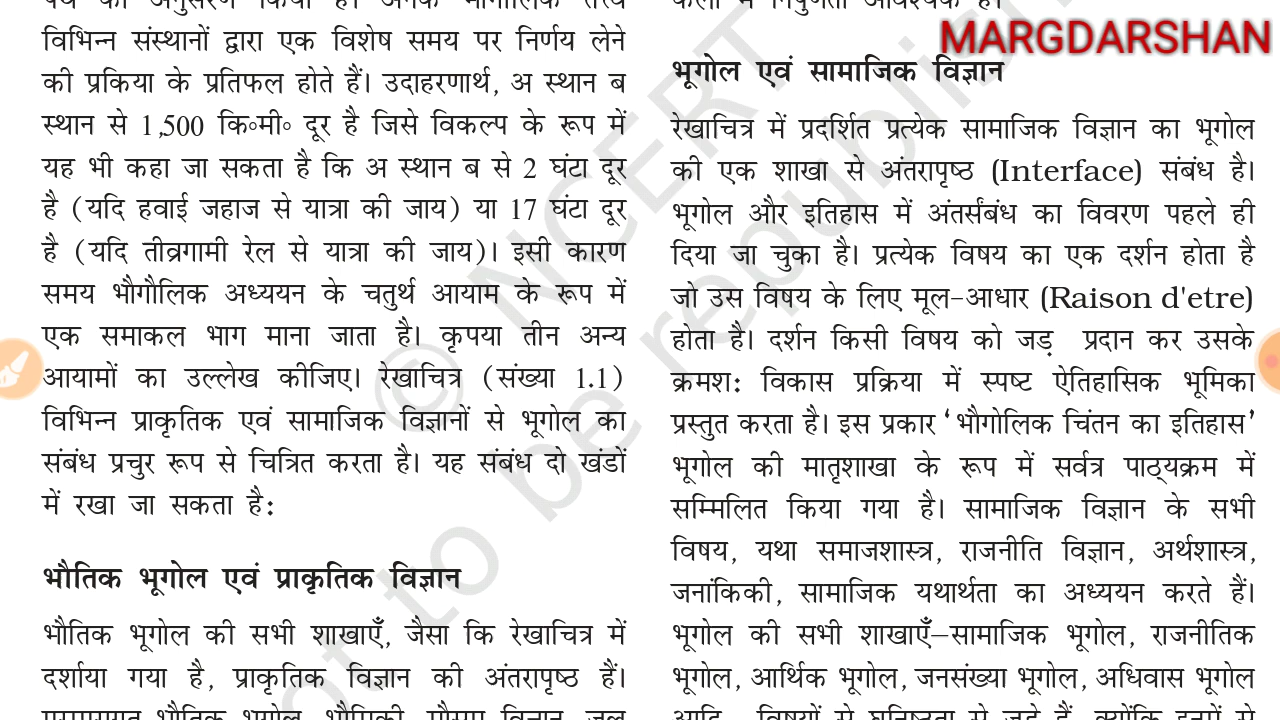 MARGDARSHAN
विभिन्न संस्थानों द्वारा एक विशेष समय पर निर्णय लेने
की प्रकिया के प्रतिफल होते हैं। उदाहरणार्थ, अ स्थान ब
स्थान से 1,500 कि॰मी॰ दूर है जिसे विकल्प के रूप में
यह भी कहा जा सकता है कि अ स्थान ब से 2 घंटा दूर
है (यदि हवाई जहाज से यात्रा की जाय) या 17 घंटा दूर
है (यदि तीव्रगामी रेल से यात्रा की जाय)। इसी कारण
समय भौगौलिक अध्ययन के चतुर्थ आयाम के रूप में
एक समाकल भाग माना जाता है। कृपया तीन अन्य
आयामों का उल्लेख कीजिए। रेखाचित्र (संख्या 1.1)
विभिन्न प्राकृतिक एवं सामाजिक विज्ञानों से भूगोल का
संबंध प्रचुर रूप से चित्रित करता है। यह संबंध दो खंडों
में रखा जा सकता है:
भौतिक भूगोल एवं प्राकृतिक विज्ञान
भौतिक भूगोल की सभी शाखाएँ, जैसा कि रेखाचित्र में
दर्शाया गया है, प्राकृतिक विज्ञान की अंतरापृष्ठ हैं।
भूगोल एवं सामाजिक विज्ञान
रेखाचित्र में प्रदर्शित प्रत्येक सामाजिक विज्ञान का भूगोल
की एक शाखा से अंतरापृष्ठ (Interface) संबंध है।
भूगोल और इतिहास में अंतर्संबंध का विवरण पहले ही
दिया जा चुका है। प्रत्येक विषय का एक दर्शन होता है
जो उस विषय के लिए मूल-आधार (Raison d'etre)
होता है। दर्शन किसी विषय को जड़ प्रदान कर उसके
क्रमश: विकास प्रक्रिया में स्पष्ट ऐतिहासिक भूमिका
प्रस्तुत करता है। इस प्रकार ‘भौगोलिक चिंतन का इतिहास’
भूगोल की मातृशाखा के रूप में सर्वत्र पाठ्यक्रम में
सम्मिलित किया गया है। सामाजिक विज्ञान के सभी
विषय, यथा समाजशास्त्र, राजनीति विज्ञान, अर्थशास्त्र,
जनांकिकी, सामाजिक यथार्थता का अध्ययन करते हैं।
भूगोल की सभी शाखाएँ–सामाजिक भूगोल, राजनीतिक
भूगोल, आर्थिक भूगोल, जनसंख्या भूगोल, अधिवास भूगोल
© NCERT
not to be republish